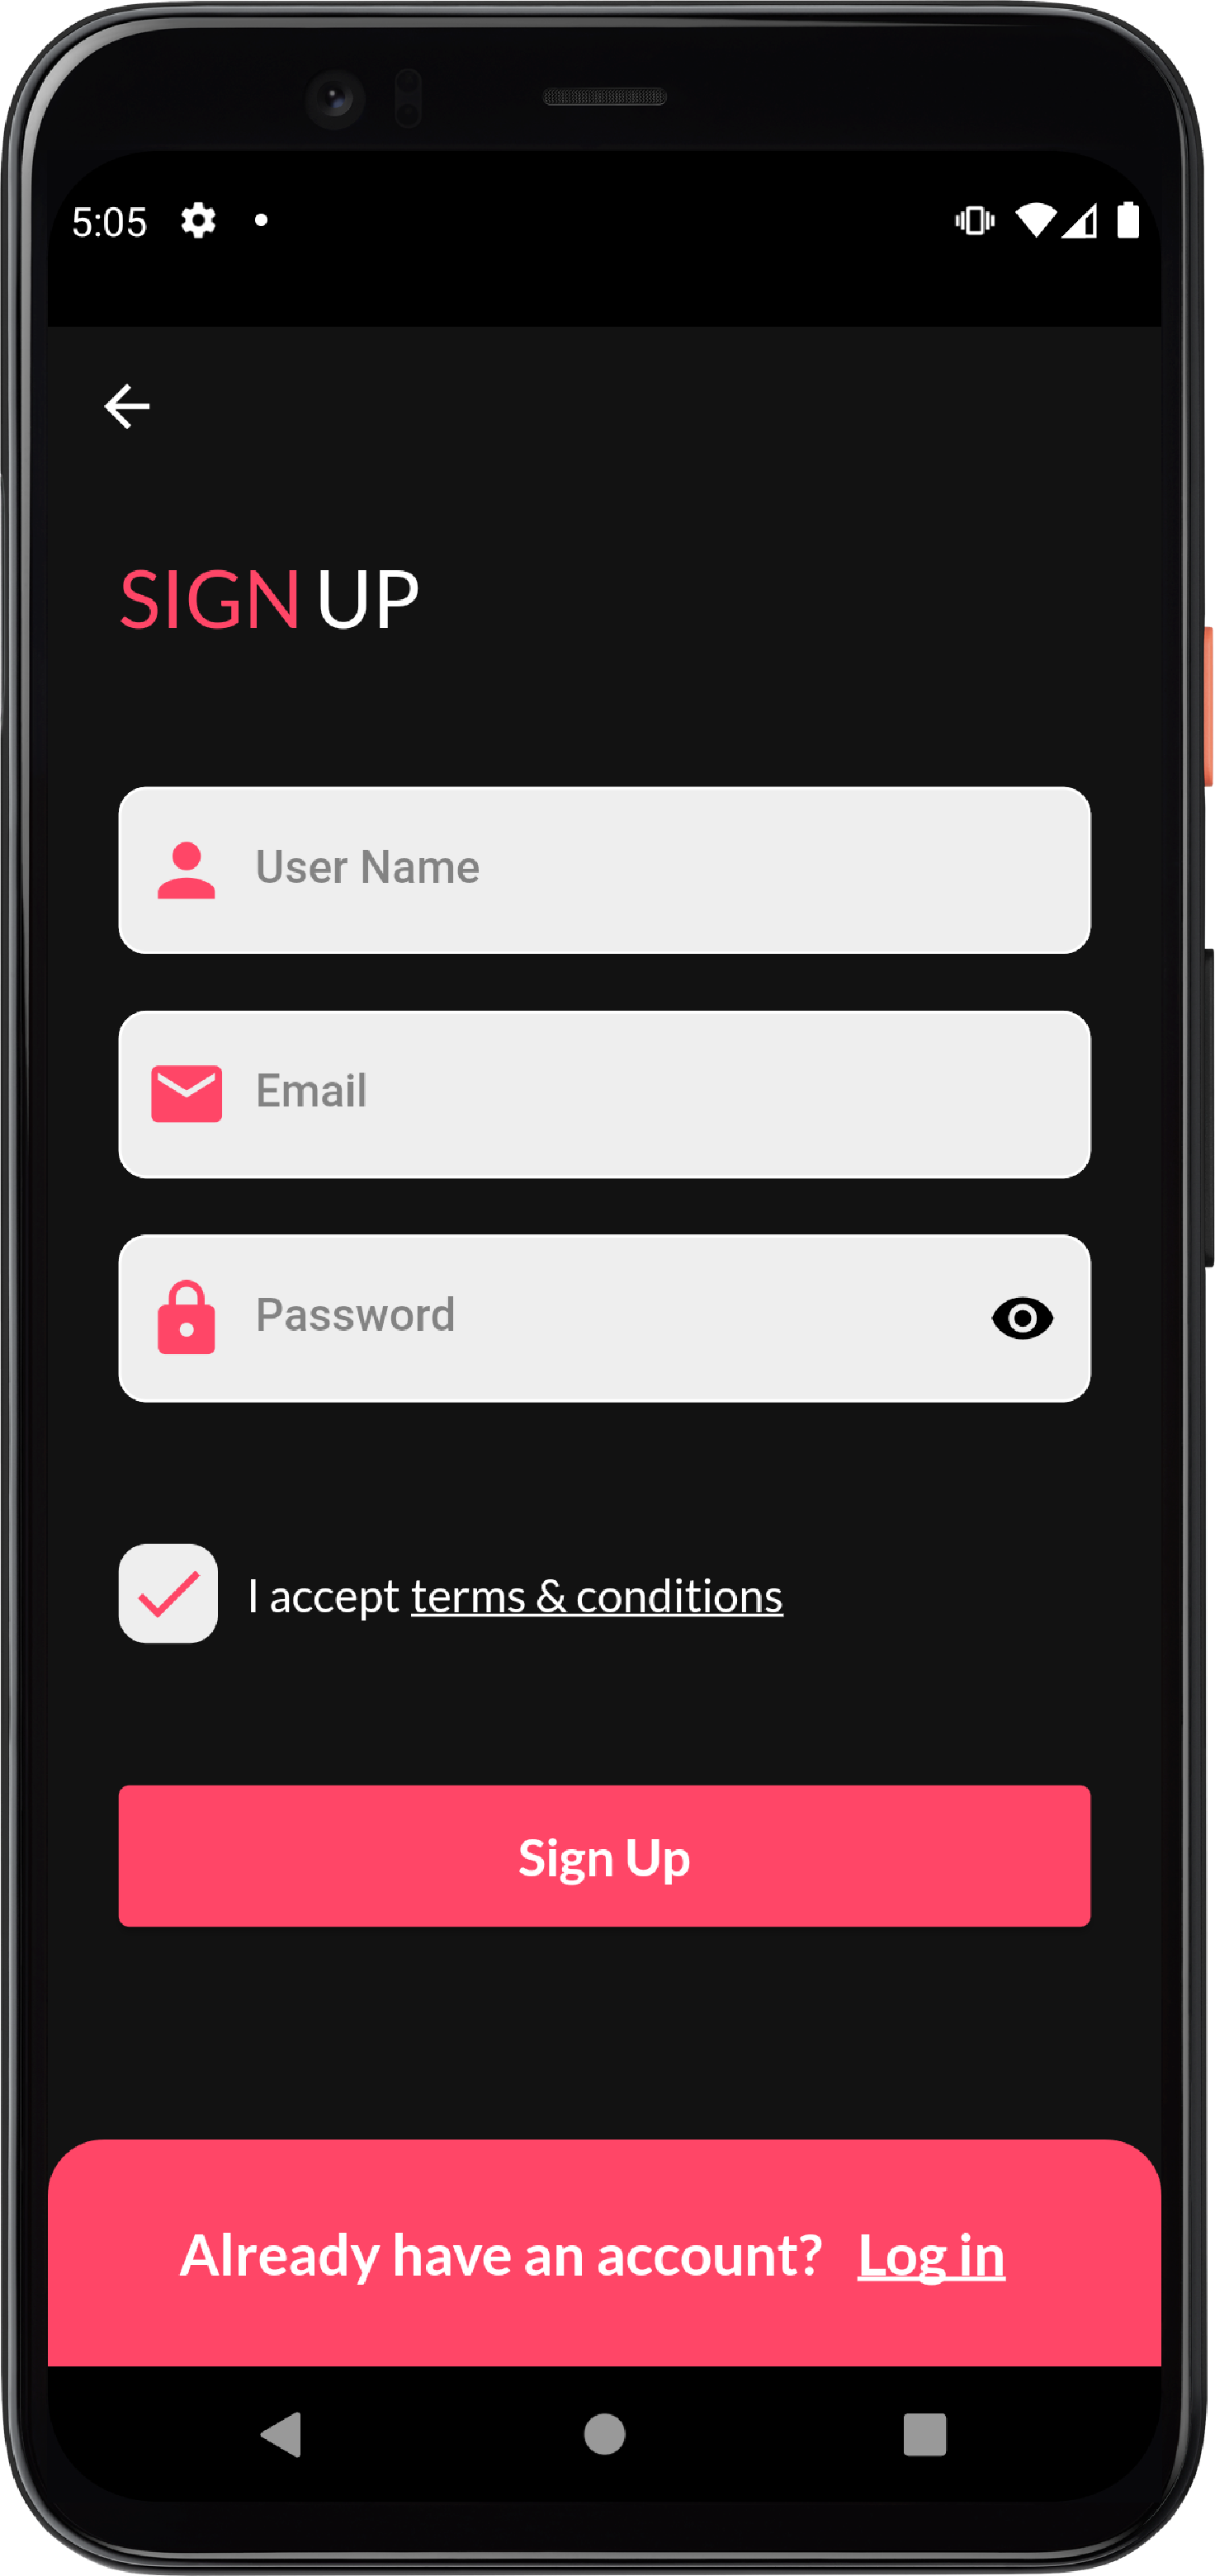 5:05
SIGN UP
User Name
Email
Password
I accept terms & conditions
Sign Up
Already have an account? Log in